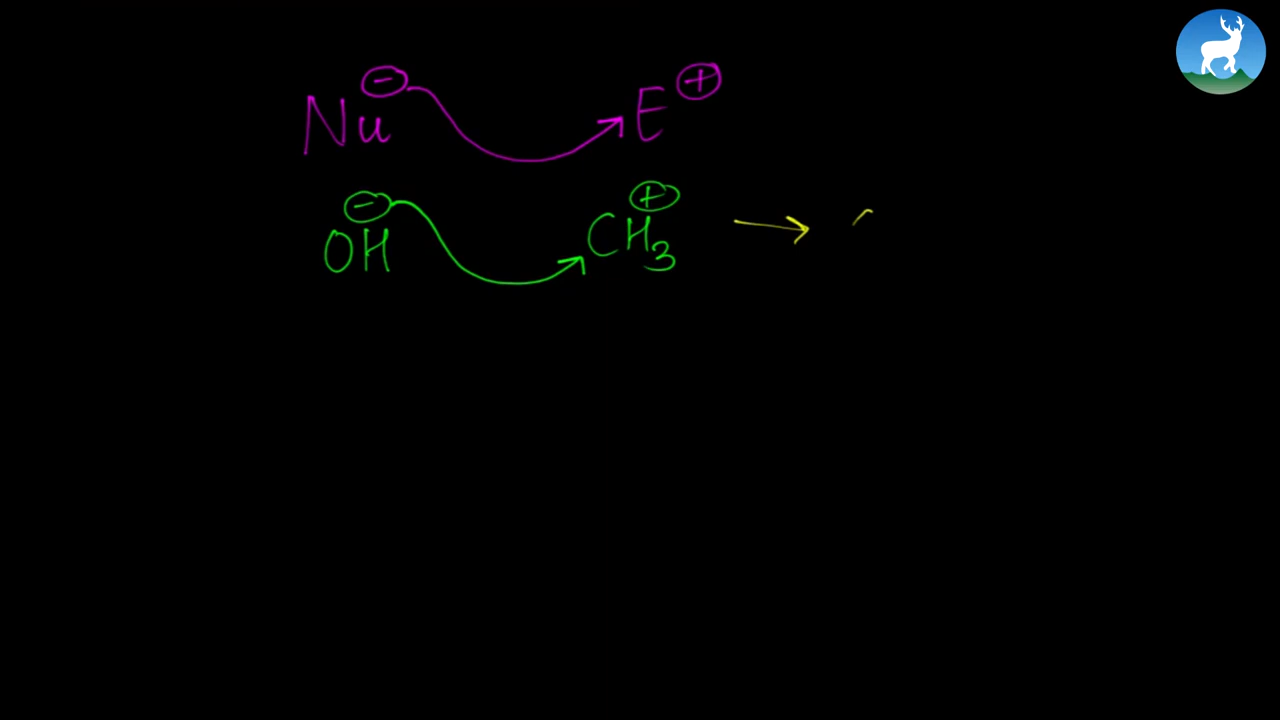 Nu⊖ → E⊕
OH⊖ → CH₃⊕ →